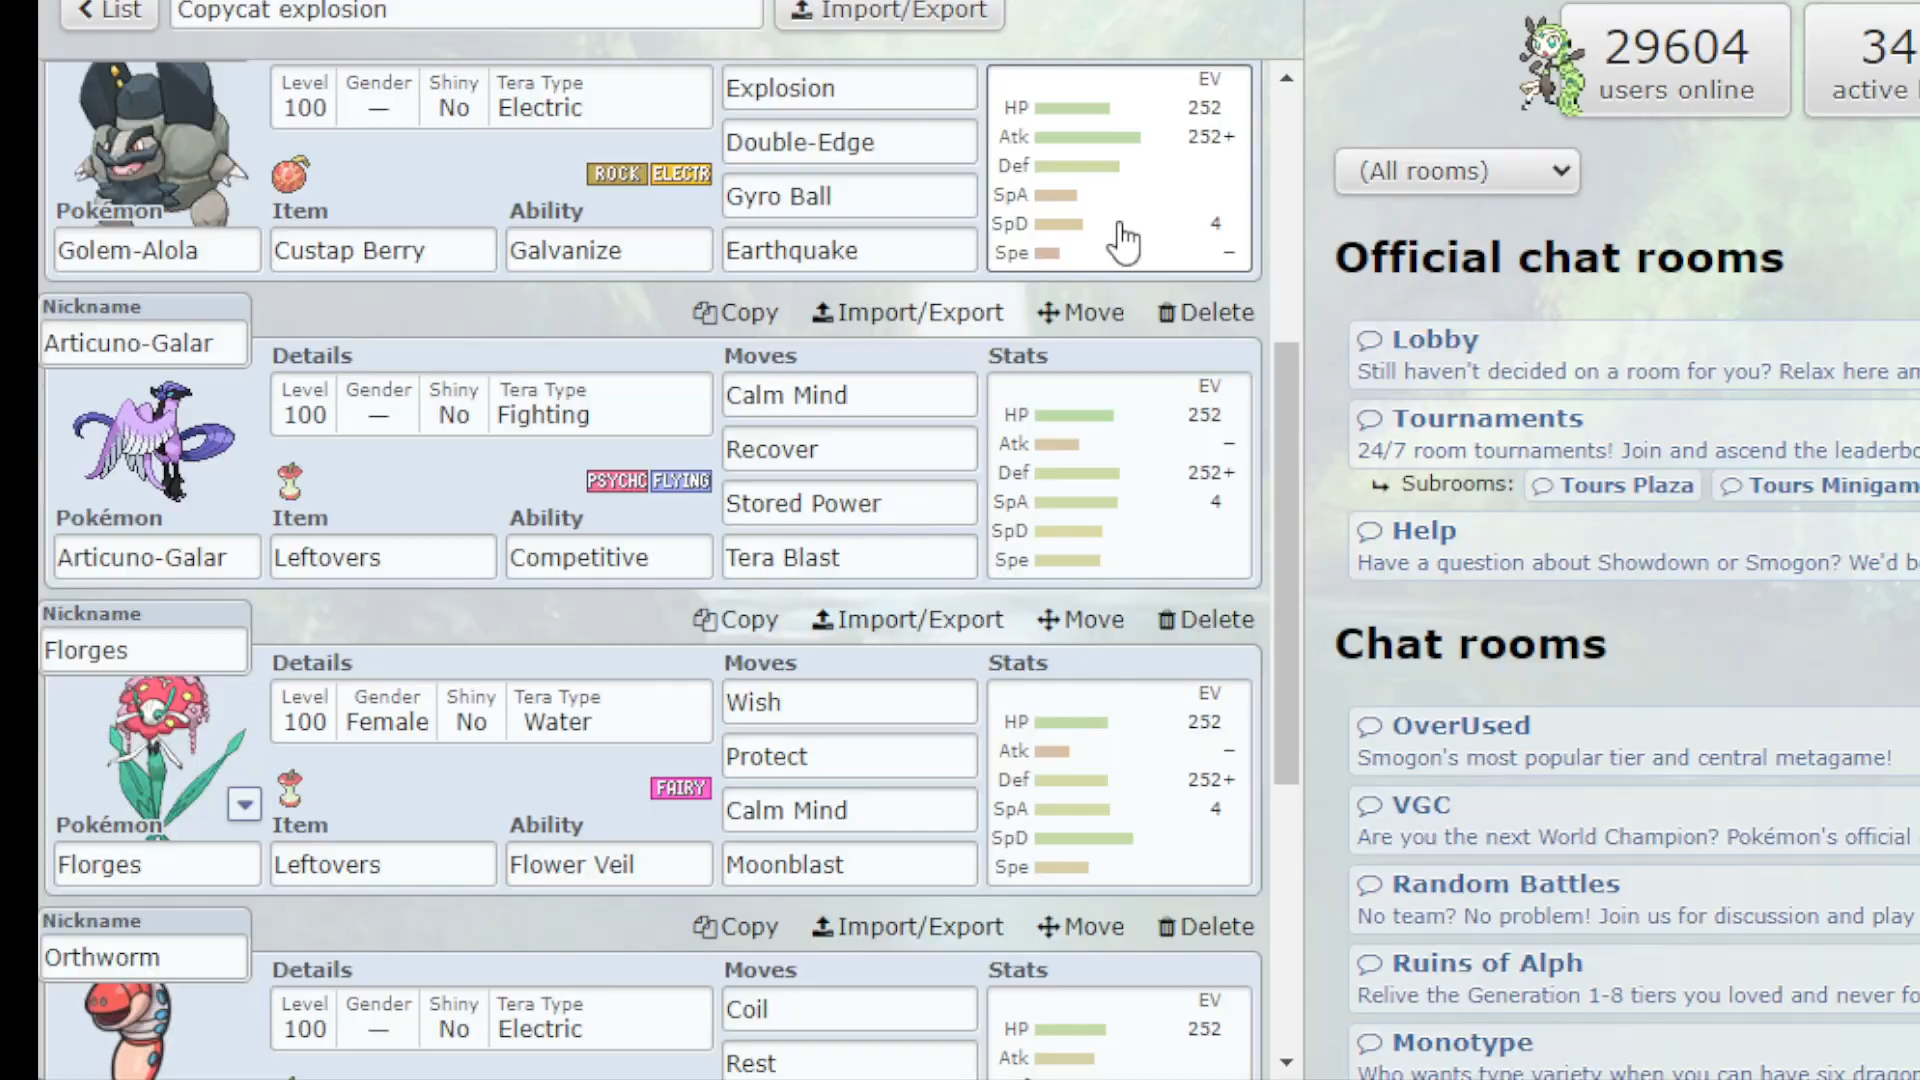 List
Copycat explosion
Import/Export
Level
100
Gender
—
Shiny
No
Tera Type
Electric
ROCK ELECTR
Pokémon
Golem-Alola
Item
Custap Berry
Ability
Galvanize
Explosion
Double-Edge
Gyro Ball
Earthquake
EV
HP 252
Atk 252+
Def
SpA
SpD 4
Spe –
Nickname
Articuno-Galar
Copy Import/Export Move Delete
Details
Level
100
Gender
—
Shiny
No
Tera Type
Fighting
PSYCHC FLYING
Pokémon
Articuno-Galar
Item
Leftovers
Ability
Competitive
Moves
Calm Mind
Recover
Stored Power
Tera Blast
Stats
EV
HP 252
Atk –
Def 252+
SpA 4
SpD
Spe
Nickname
Florges
Copy Import/Export Move Delete
Details
Level
100
Gender
Female
Shiny
No
Tera Type
Water
FAIRY
Pokémon
Florges
Item
Leftovers
Ability
Flower Veil
Moves
Wish
Protect
Calm Mind
Moonblast
Stats
EV
HP 252
Atk –
Def 252+
SpA 4
SpD
Spe
Nickname
Orthworm
Copy Import/Export Move Delete
Details
Level
100
Gender
—
Shiny
No
Tera Type
Electric
Moves
Coil
Rest
Stats
EV
HP 252
Atk
29604
users online
34
active
(All rooms)
Official chat rooms
Lobby
Still haven't decided on a room for you? Relax here
Tournaments
24/7 room tournaments! Join and ascend the
Subrooms: Tours Plaza Tours
Help
Have a question about Showdown or Smogon? We'd
Chat rooms
OverUsed
Smogon's most popular tier and central metagame!
VGC
Are you the next World Champion? Pokémon's official
Random Battles
No team? No problem! Join us for discussion and play
Ruins of Alph
Relive the Generation 1-8 tiers you loved and never
Monotype
Who wants type variety when you can have six